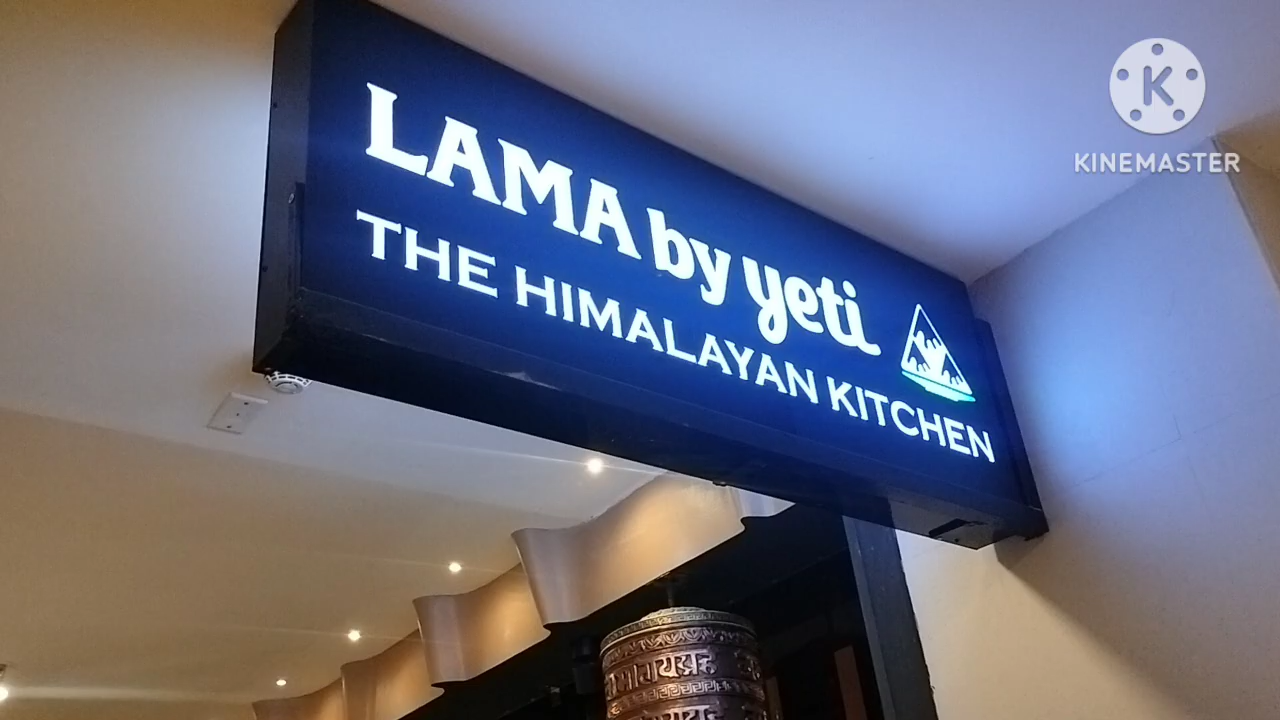 LAMA by yeti
THE HIMALAYAN KITCHEN
K
KINEMASTER